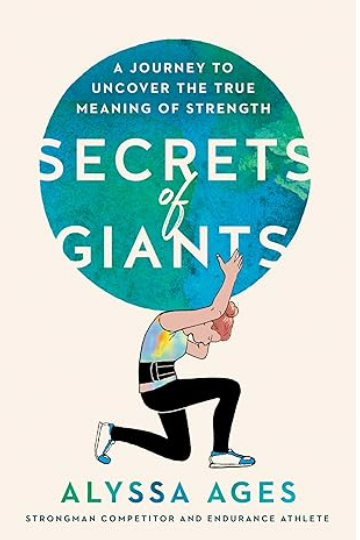 A JOURNEY TO
UNCOVER THE TRUE
MEANING OF STRENGTH
SECRETS
of
GIANTS
ALYSSA AGES
STRONGMAN COMPETITOR AND ENDURANCE ATHLETE